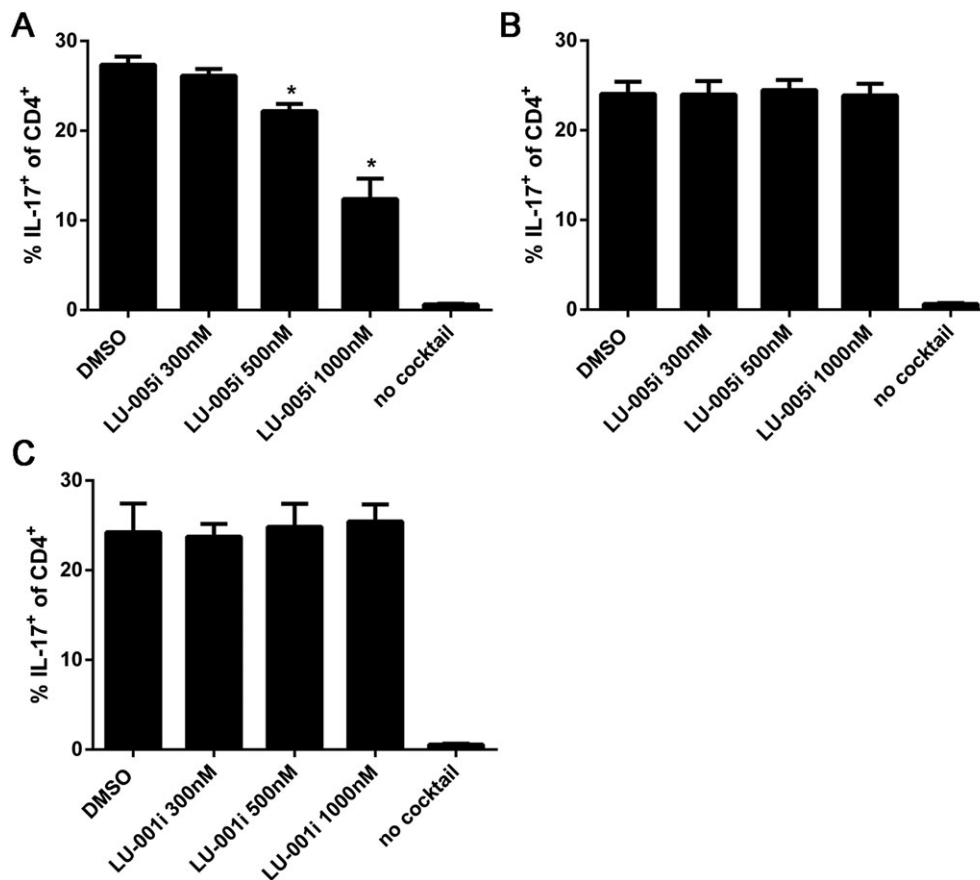 A
% IL-17⁺ of CD4⁺
30
20
10
0
*
*
DMSO
LU-005i 300nM
LU-005i 500nM
LU-005i 1000nM
no cocktail
B
% IL-17⁺ of CD4⁺
30
20
10
0
DMSO
LU-005i 300nM
LU-005i 500nM
LU-005i 1000nM
no cocktail
C
% IL-17⁺ of CD4⁺
30
20
10
0
DMSO
LU-001i 300nM
LU-001i 500nM
LU-001i 1000nM
no cocktail